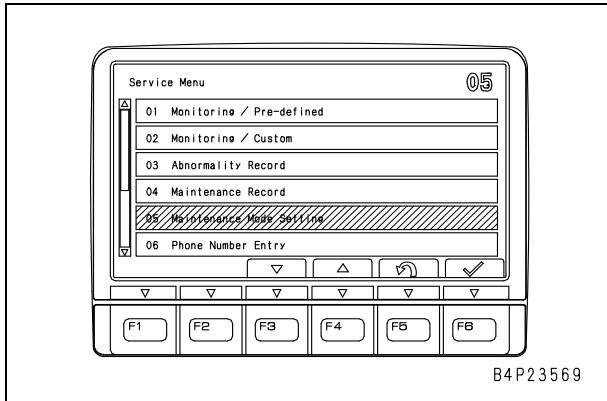 Service Menu 05
01 Monitoring / Pre-defined
02 Monitoring / Custom
03 Abnormality Record
04 Maintenance Record
05 Maintenance Mode Setting
06 Phone Number Entry
F1 F2 F3 F4 F5 F6
B4P23569